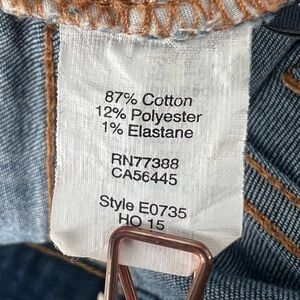 87% Cotton
12% Polyester
1% Elastane
RN77388
CA56445
Style E0735
HO 15